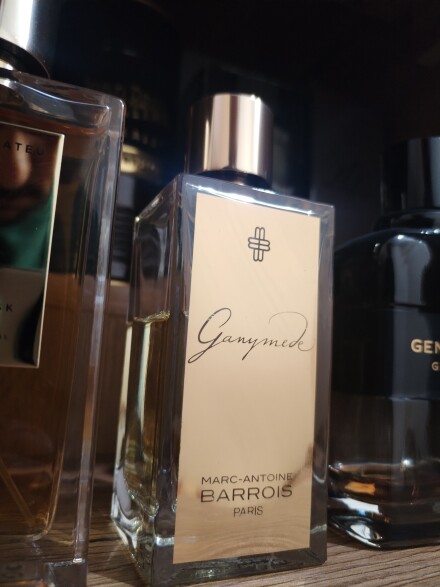 Ganymede
MARC-ANTOINE
BARROIS
PARIS
GEN
G